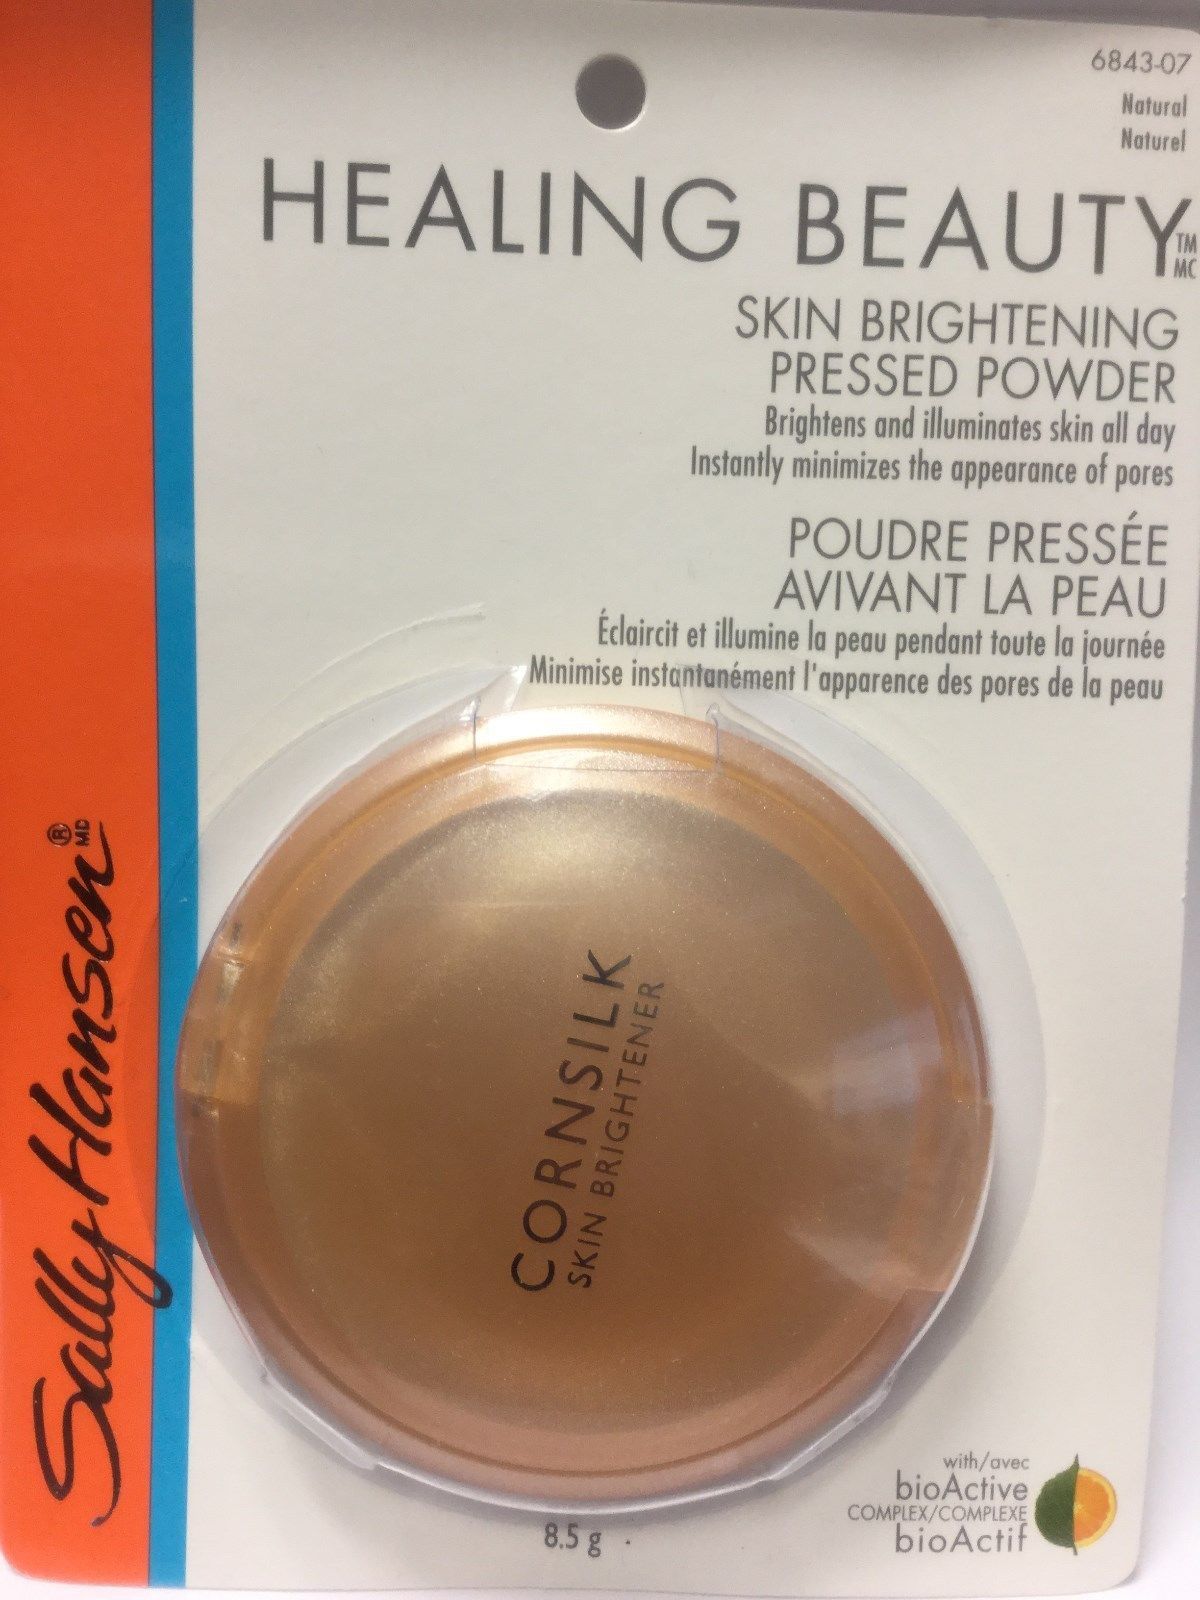 6843-07
Natural
Naturel
HEALING BEAUTY™ MC
SKIN BRIGHTENING
PRESSED POWDER
Brightens and illuminates skin all day
Instantly minimizes the appearance of pores
POUDRE PRESSÉE
AVIVANT LA PEAU
Éclaircit et illumine la peau pendant toute la journée
Minimise instantanément l'apparence des pores de la peau
Sally Hansen® MD
CORNSILK
SKIN BRIGHTENER
with/avec
bioActive
COMPLEX/COMPLEXE
bioActif
8.5 g